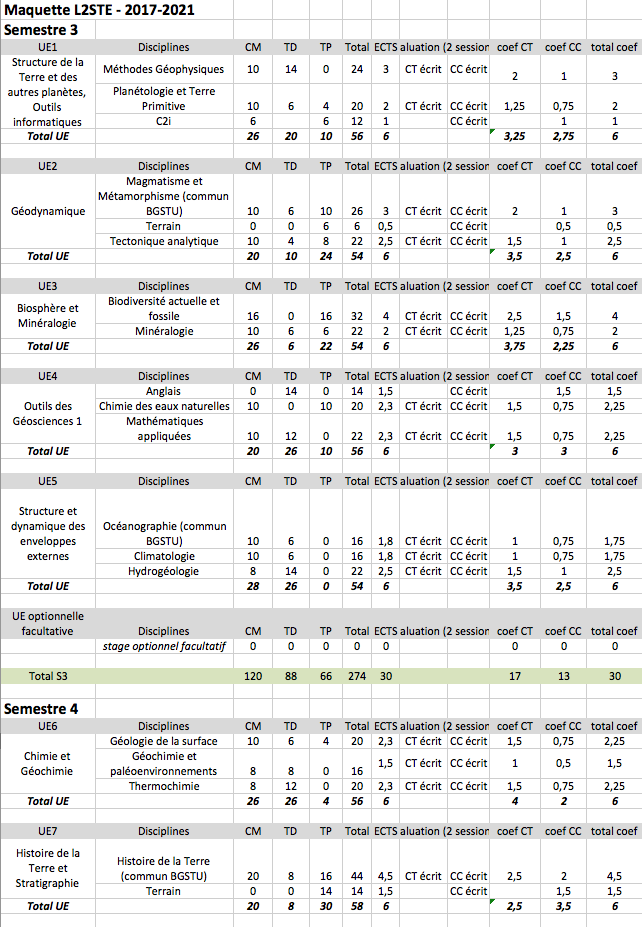 Maquette L2STE - 2017-2021
Semestre 3
UE1 Disciplines CM TD TP Total ECTS aluation (2 session coef CT coef CC total coef
Structure de la Terre et des autres planètes, Outils informatiques
Méthodes Géophysiques 10 14 0 24 3 CT écrit CC écrit 2 1 3
Planétologie et Terre Primitive 10 6 4 20 2 CT écrit CC écrit 1,25 0,75 2
C2i 6 6 12 1 CC écrit 1 1
Total UE 26 20 10 56 6 3,25 2,75 6
UE2 Disciplines CM TD TP Total ECTS aluation (2 session coef CT coef CC total coef
Géodynamique
Magmatisme et Métamorphisme (commun BGSTU) 10 6 10 26 3 CT écrit CC écrit 2 1 3
Terrain 0 0 6 6 0,5 CC écrit 0,5 0,5
Tectonique analytique 10 4 8 22 2,5 CT écrit CC écrit 1,5 1 2,5
Total UE 20 10 24 54 6 3,5 2,5 6
UE3 Disciplines CM TD TP Total ECTS aluation (2 session coef CT coef CC total coef
Biosphère et Minéralogie
Biodiversité actuelle et fossile 16 0 16 32 4 CT écrit CC écrit 2,5 1,5 4
Minéralogie 10 6 6 22 2 CT écrit CC écrit 1,25 0,75 2
Total UE 26 6 22 54 6 3,75 2,25 6
UE4 Disciplines CM TD TP Total ECTS aluation (2 session coef CT coef CC total coef
Outils des Géosciences 1
Anglais 0 14 0 14 1,5 CC écrit 1,5 1,5
Chimie des eaux naturelles 10 0 10 20 2,3 CT écrit CC écrit 1,5 0,75 2,25
Mathématiques appliquées 10 12 0 22 2,3 CT écrit CC écrit 1,5 0,75 2,25
Total UE 20 26 10 56 6 3 3 6
UE5 Disciplines CM TD TP Total ECTS aluation (2 session coef CT coef CC total coef
Structure et dynamique des enveloppes externes
Océanographie (commun BGSTU) 10 6 0 16 1,8 CT écrit CC écrit 1 0,75 1,75
Climatologie 10 6 0 16 1,8 CT écrit CC écrit 1 0,75 1,75
Hydrogéologie 8 14 0 22 2,5 CT écrit CC écrit 1,5 1 2,5
Total UE 28 26 0 54 6 3,5 2,5 6
UE optionnelle facultative Disciplines CM TD TP Total ECTS aluation (2 session coef CT coef CC total coef
stage optionnel facultatif 0 0 0 0 0 0 0 0
Total S3 120 88 66 274 30 17 13 30
Semestre 4
UE6 Disciplines CM TD TP Total ECTS aluation (2 session coef CT coef CC total coef
Chimie et Géochimie
Géologie de la surface 10 6 4 20 2,3 CT écrit CC écrit 1,5 0,75 2,25
Géochimie et paléoenvironnements 8 8 0 16 1,5 CT écrit CC écrit 1 0,5 1,5
Thermochimie 8 12 0 20 2,3 CT écrit CC écrit 1,5 0,75 2,25
Total UE 26 26 4 56 6 4 2 6
UE7 Disciplines CM TD TP Total ECTS aluation (2 session coef CT coef CC total coef
Histoire de la Terre et Stratigraphie
Histoire de la Terre (commun BGSTU) 20 8 16 44 4,5 CT écrit CC écrit 2,5 2 4,5
Terrain 0 0 14 14 1,5 CC écrit 1,5 1,5
Total UE 20 8 30 58 6 2,5 3,5 6